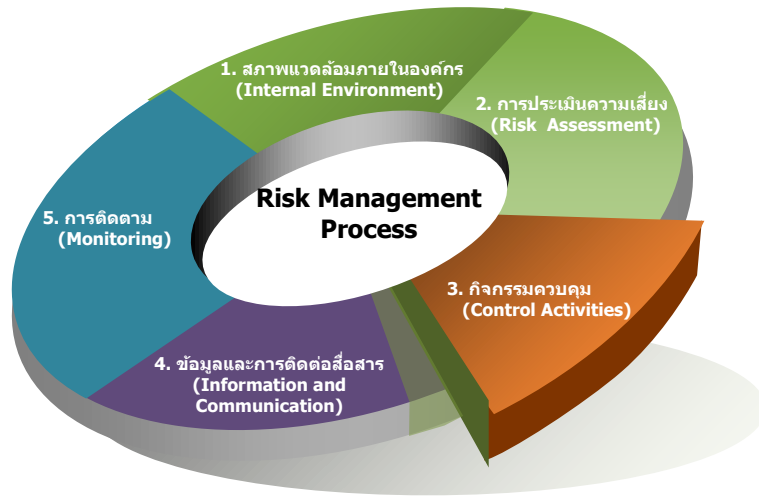 Risk Management
Process
1. สภาพแวดล้อมภายในองค์กร
(Internal Environment)
2. การประเมินความเสี่ยง
(Risk Assessment)
3. กิจกรรมควบคุม
(Control Activities)
4. ข้อมูลและการติดต่อสื่อสาร
(Information and
Communication)
5. การติดตาม
(Monitoring)